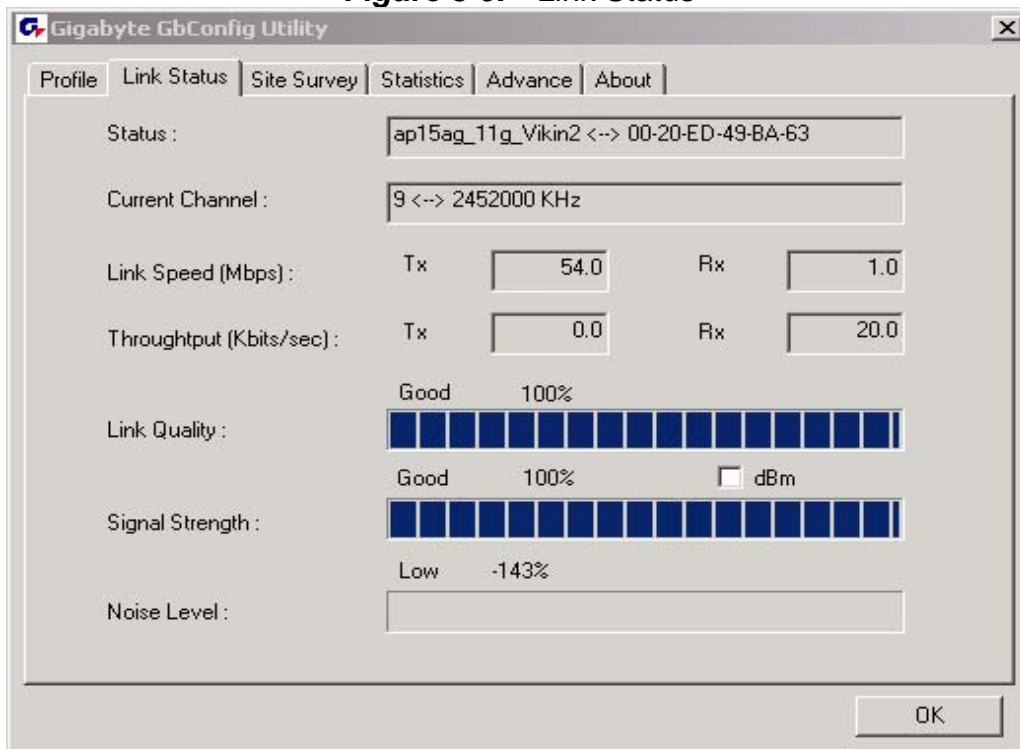 Link Status
Gigabyte GbConfig Utility
Profile Link Status Site Survey Statistics Advance About
Status : ap15ag_11g_Vikin2 <--> 00-20-ED-49-BA-63
Current Channel : 9 <--> 2452000 KHz
Link Speed (Mbps) : Tx 54.0 Rx 1.0
Throughtput (Kbits/sec) : Tx 0.0 Rx 20.0
Good 100%
Link Quality :
Good 100% dBm
Signal Strength :
Low -143%
Noise Level :
OK